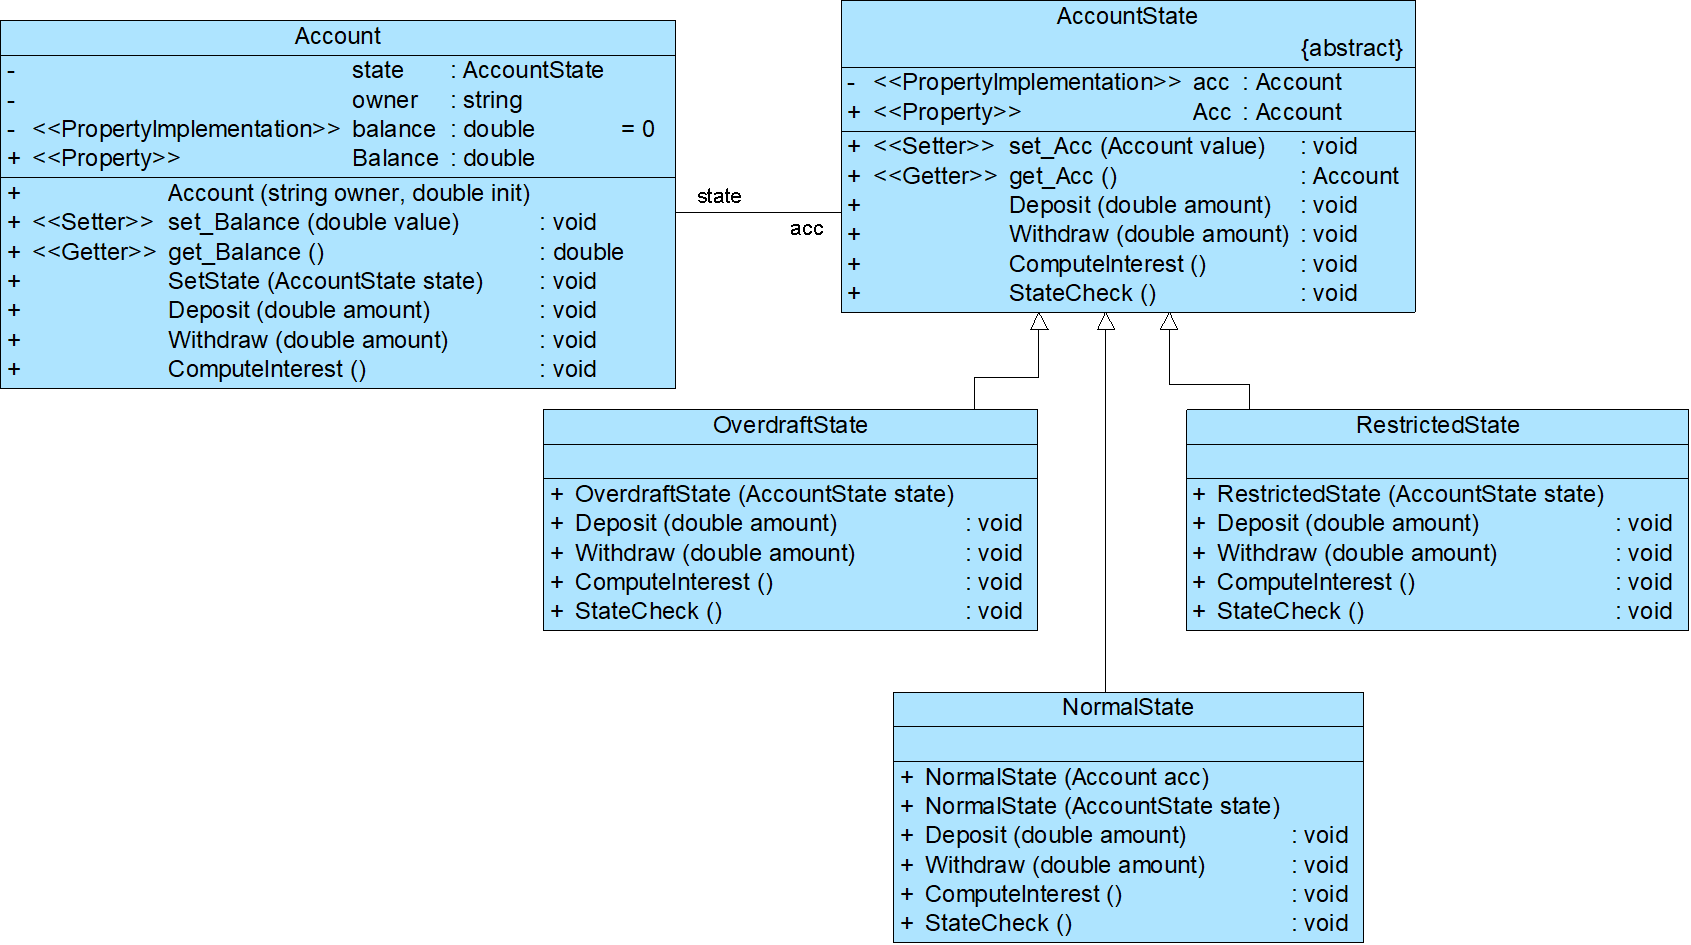 Account
- state : AccountState
- owner : string
- <<PropertyImplementation>> balance : double = 0
+ <<Property>> Balance : double
+ Account (string owner, double init)
+ <<Setter>> set_Balance (double value) : void
+ <<Getter>> get_Balance () : double
+ SetState (AccountState state) : void
+ Deposit (double amount) : void
+ Withdraw (double amount) : void
+ ComputeInterest () : void
state
acc
AccountState
{abstract}
- <<PropertyImplementation>> acc : Account
+ <<Property>> Acc : Account
+ <<Setter>> set_Acc (Account value) : void
+ <<Getter>> get_Acc () : Account
+ Deposit (double amount) : void
+ Withdraw (double amount) : void
+ ComputeInterest () : void
+ StateCheck () : void
OverdraftState
+ OverdraftState (AccountState state)
+ Deposit (double amount) : void
+ Withdraw (double amount) : void
+ ComputeInterest () : void
+ StateCheck () : void
RestrictedState
+ RestrictedState (AccountState state)
+ Deposit (double amount) : void
+ Withdraw (double amount) : void
+ ComputeInterest () : void
+ StateCheck () : void
NormalState
+ NormalState (Account acc)
+ NormalState (AccountState state)
+ Deposit (double amount) : void
+ Withdraw (double amount) : void
+ ComputeInterest () : void
+ StateCheck () : void